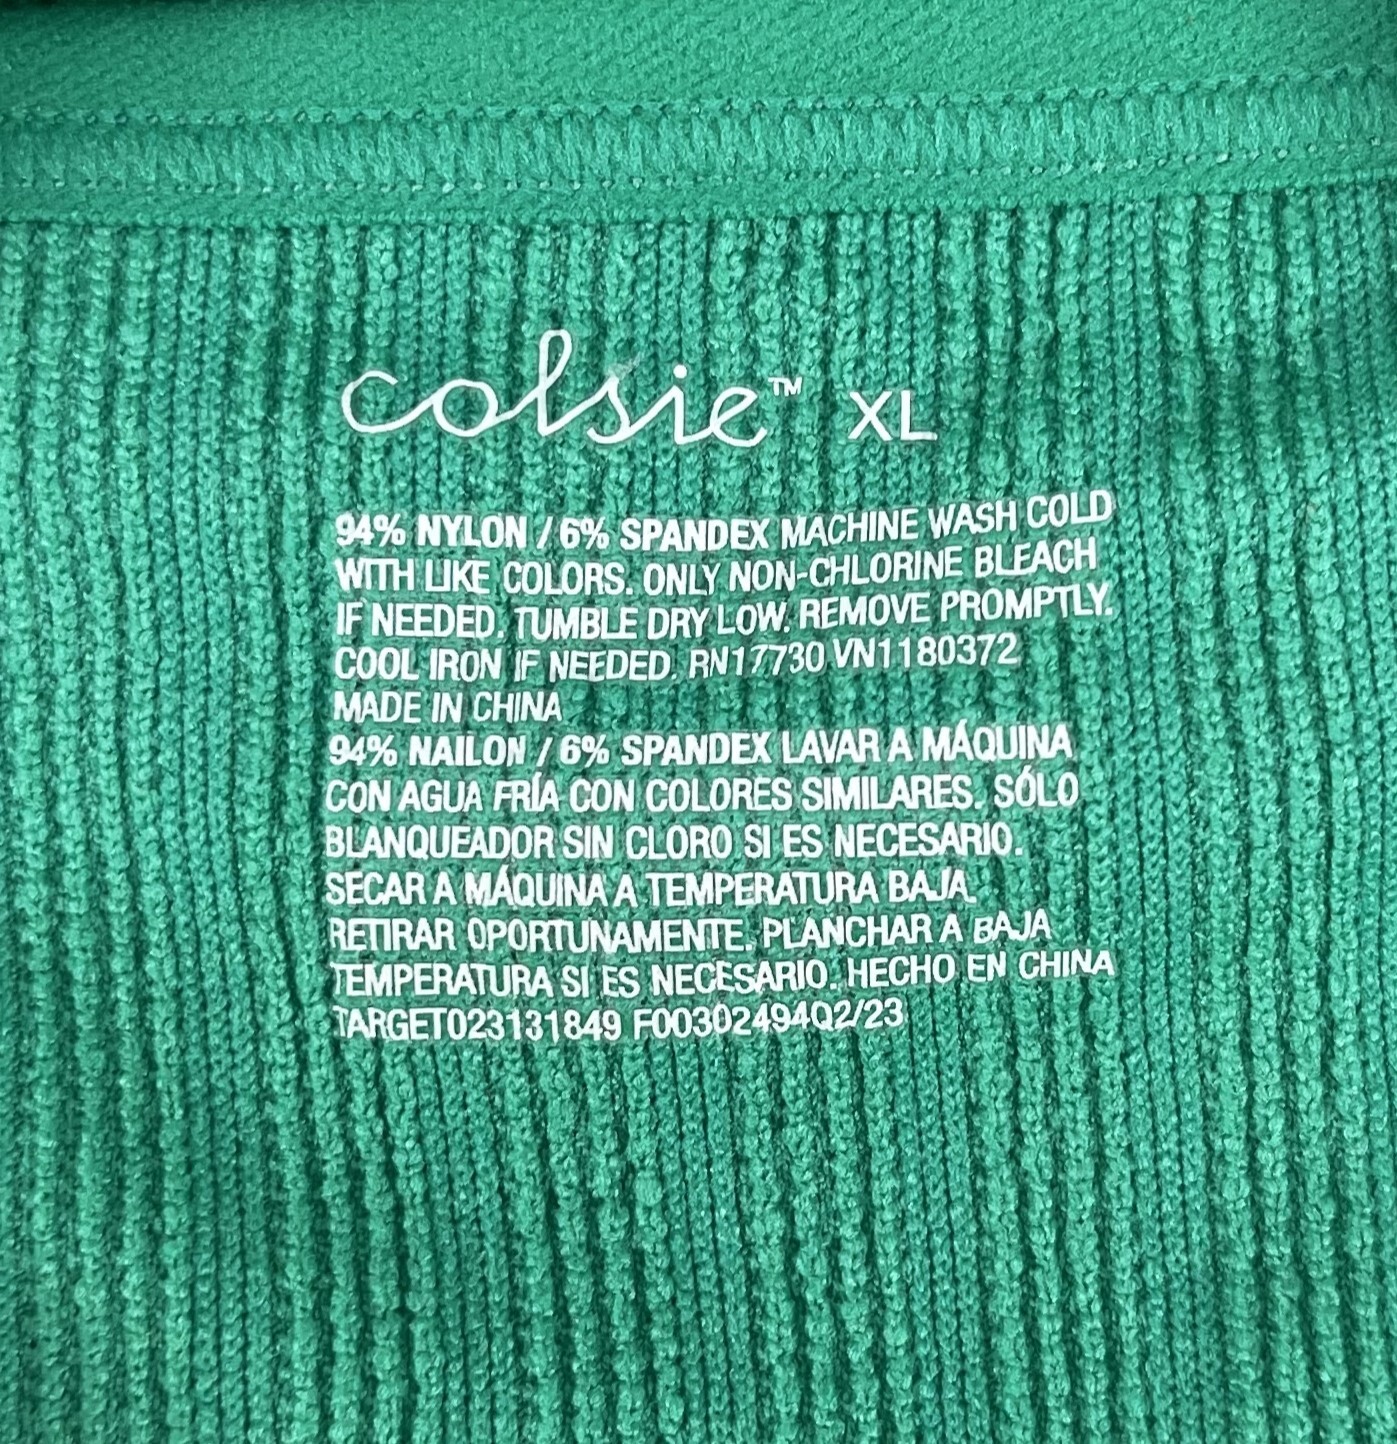 colsie™ XL
94% NYLON / 6% SPANDEX MACHINE WASH COLD
WITH LIKE COLORS. ONLY NON-CHLORINE BLEACH
IF NEEDED. TUMBLE DRY LOW. REMOVE PROMPTLY.
COOL IRON IF NEEDED. RN17730 VN1180372
MADE IN CHINA
94% NAILON / 6% SPANDEX LAVAR A MÁQUINA
CON AGUA FRÍA CON COLORES SIMILARES. SÓLO
BLANQUEADOR SIN CLORO SI ES NECESARIO.
SECAR A MÁQUINA A TEMPERATURA BAJA.
RETIRAR OPORTUNAMENTE. PLANCHAR A BAJA
TEMPERATURA SI ES NECESARIO. HECHO EN CHINA
TARGET023131849 F00302494Q2/23